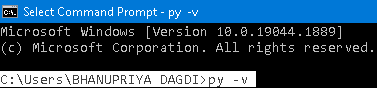 Select Command Prompt - py -v
Microsoft Windows [Version 10.0.19044.1889]
(c) Microsoft Corporation. All rights reserved.
C:\Users\BHANUPRIYA DAGDI>py -v